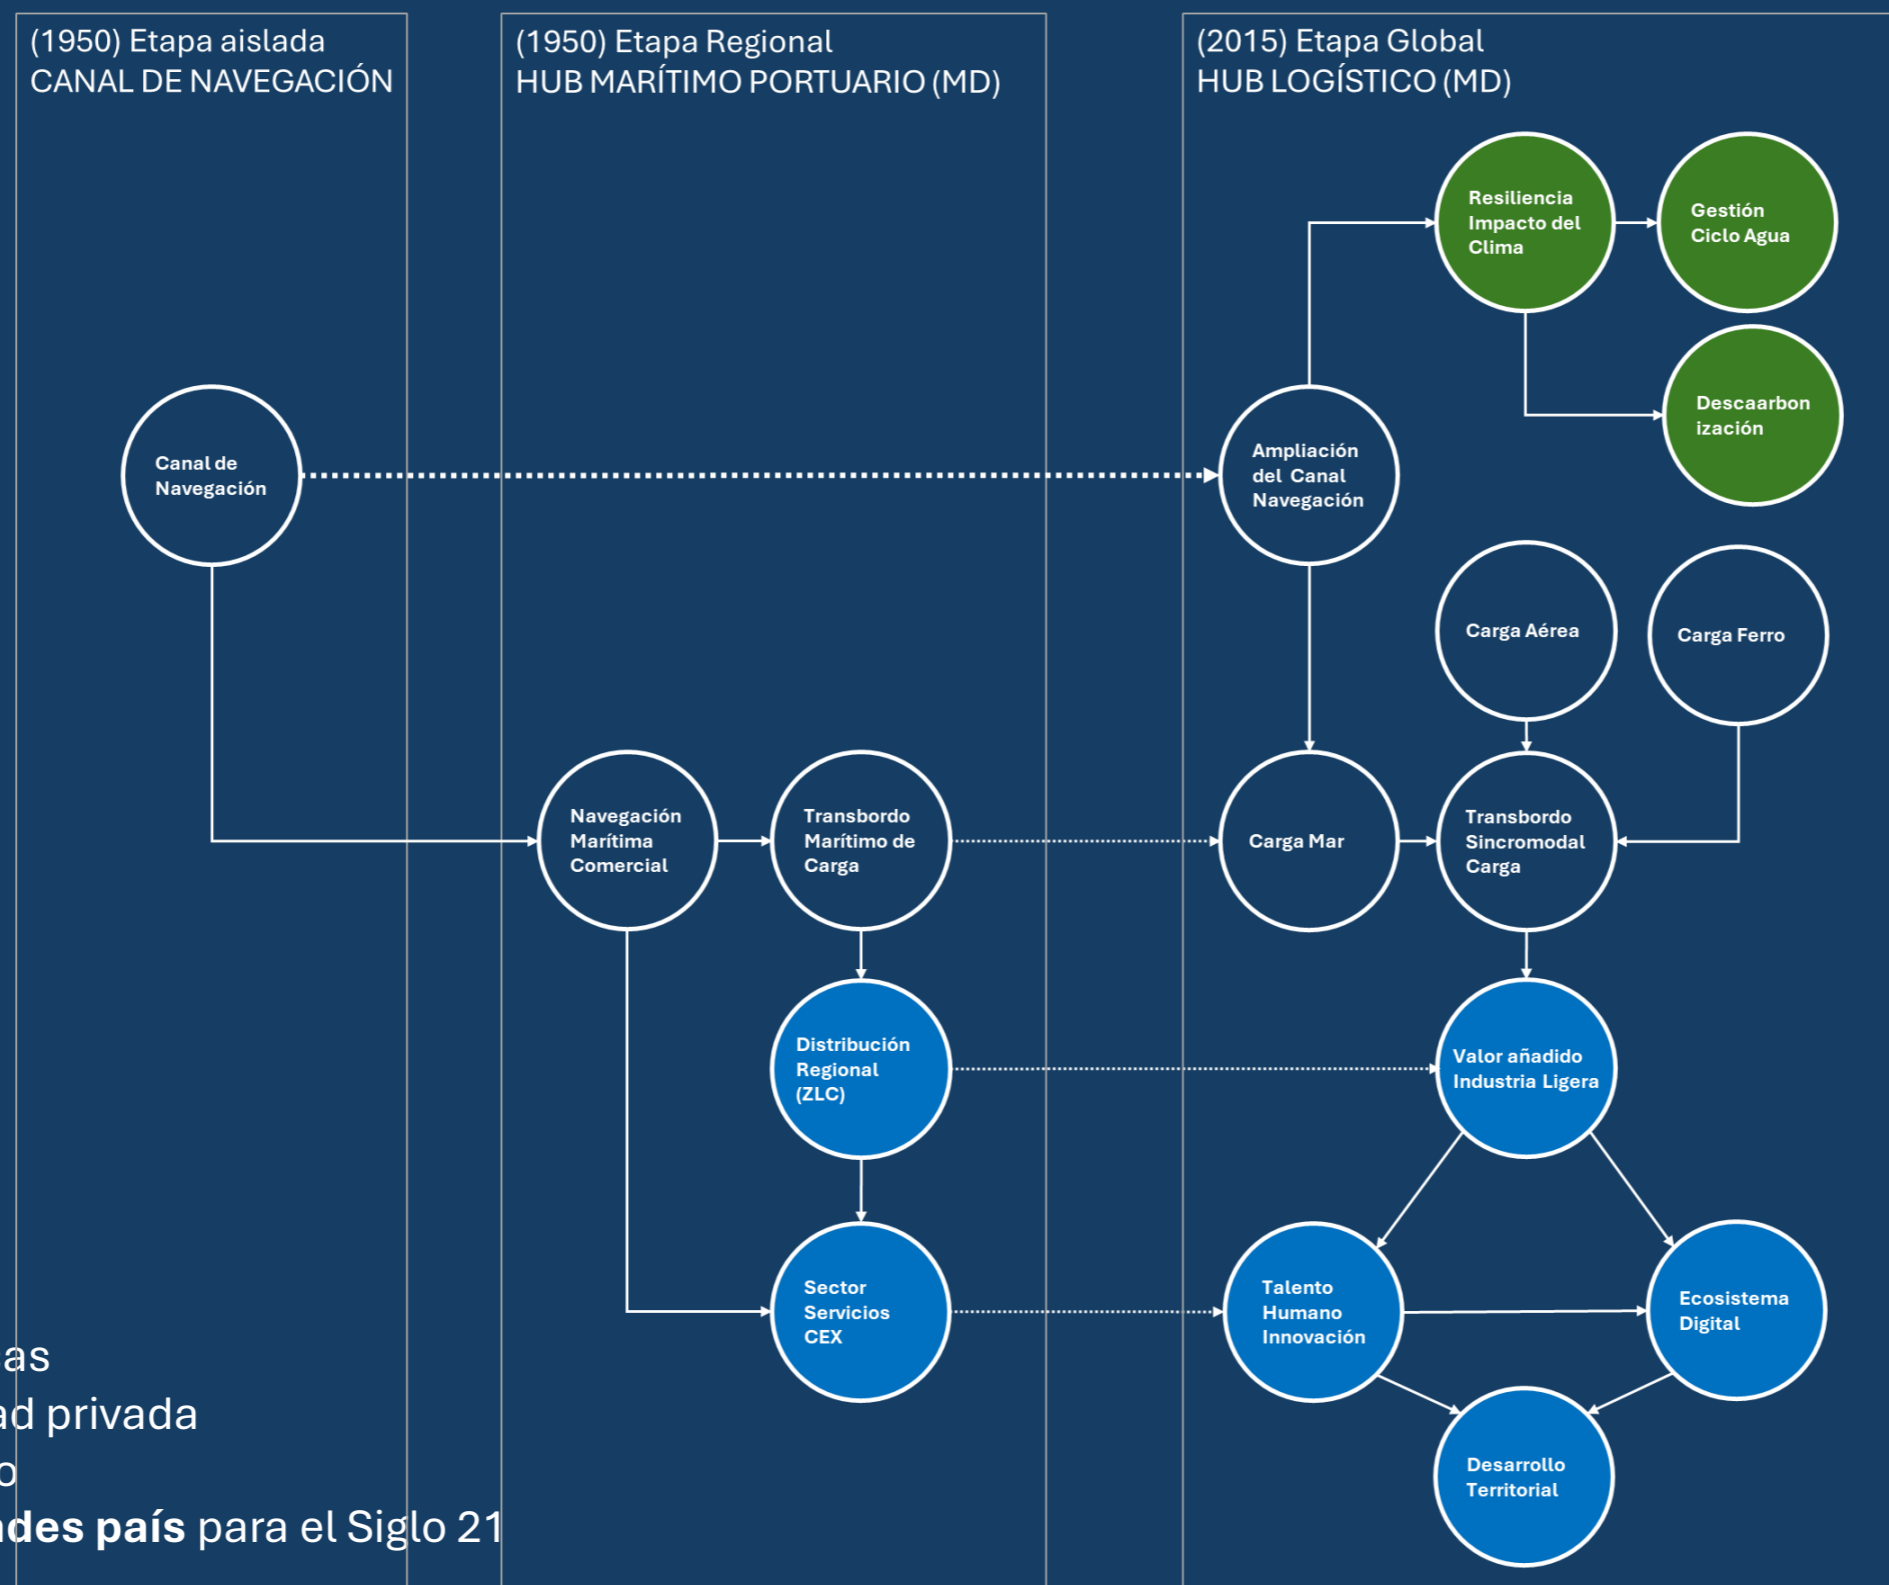 (1950) Etapa aislada
CANAL DE NAVEGACIÓN
(1950) Etapa Regional
HUB MARÍTIMO PORTUARIO (MD)
(2015) Etapa Global
HUB LOGÍSTICO (MD)
Resiliencia
Impacto del
Clima
Gestión
Ciclo Agua
Descaarbon
ización
Canal de
Navegación
Ampliación
del Canal
Navegación
Carga Aérea
Carga Ferro
Navegación
Marítima
Comercial
Transbordo
Marítimo de
Carga
Carga Mar
Transbordo
Sincromodal
Carga
Distribución
Regional
(ZLC)
Valor añadido
Industria Ligera
Sector
Servicios
CEX
Talento
Humano
Innovación
Ecosistema
Digital
Desarrollo
Territorial
as
ad privada
o
des país para el Siglo 21